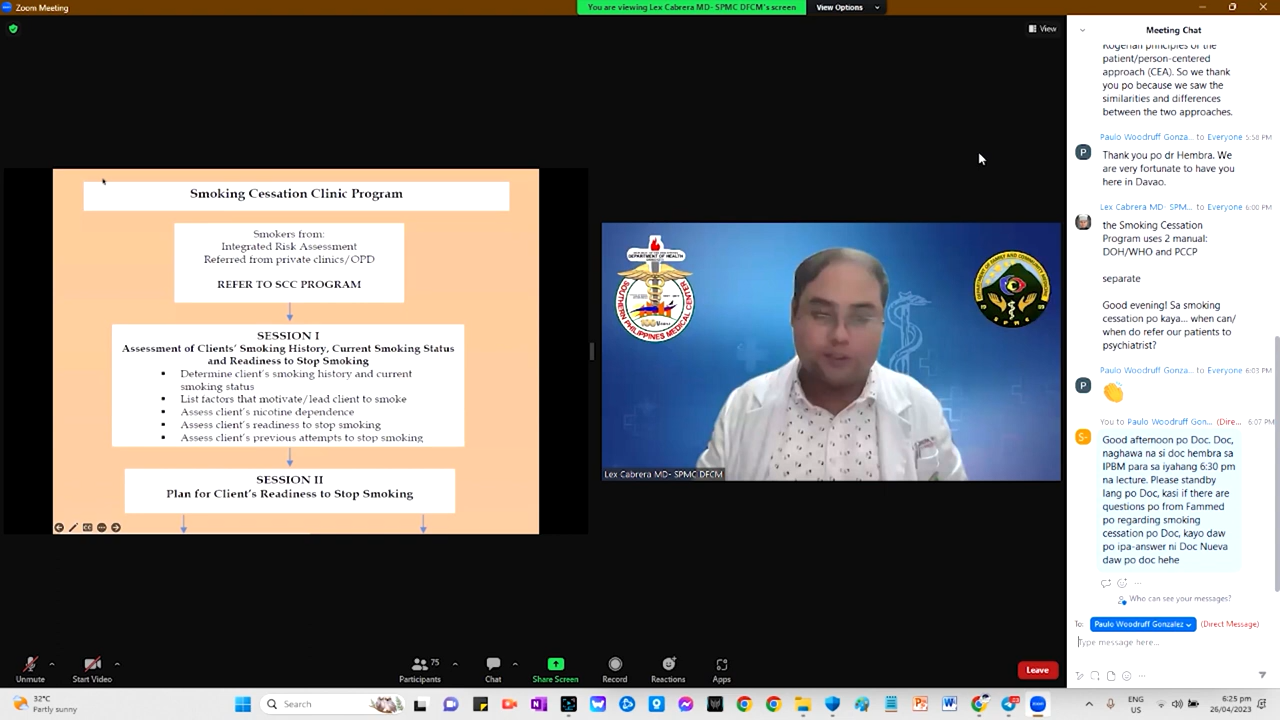 Zoom Meeting
You are viewing Lex Cabrera MD- SPMC DFCM's screen
View Options
View
Smoking Cessation Clinic Program
Smokers from:
Integrated Risk Assessment
Referred from private clinics/OPD
REFER TO SCC PROGRAM
SESSION I
Assessment of Clients' Smoking History, Current Smoking Status
and Readiness to Stop Smoking
Determine client's smoking history and current
smoking status
List factors that motivate/lead client to smoke
Assess client's nicotine dependence
Assess client's readiness to stop smoking
Assess client's previous attempts to stop smoking
SESSION II
Plan for Client's Readiness to Stop Smoking
DEPARTMENT OF HEALTH
SOUTHERN PHILIPPINES MEDICAL CENTER
Lex Cabrera MD- SPMC DFCM
Meeting Chat
Rogerian principles of the
patient/person-centered
approach (CEA). So we thank
you po because we saw the
similarities and differences
between the two approaches.
Paulo Woodruff Gonza... to Everyone 5:58 PM
P
Thank you po dr Hembra. We
are very fortunate to have you
here in Davao.
Lex Cabrera MD- SPM... to Everyone 6:00 PM
the Smoking Cessation
Program uses 2 manual:
DOH/WHO and PCCP
separate
Good evening! Sa smoking
cessation po kaya... when can/
when do refer our patients to
psychiatrist?
Paulo Woodruff Gonza... to Everyone 6:03 PM
P
You to Paulo Woodruff Gon... (Dire... 6:07 PM
S-
Good afternoon po Doc. Doc,
naghawa na si doc hembra sa
IPBM para sa iyahang 6:30 pm
na lecture. Please standby
lang po Doc, kasi if there are
questions po from Fammed
po regarding smoking
cessation po Doc, kayo daw
po ipa-answer ni Doc Nueva
daw po doc hehe
Who can see your messages?
To: Paulo Woodruff Gonzalez (Direct Message)
Type message here...
Unmute
Start Video
75
Participants
Chat
Share Screen
Record
Reactions
Apps
Leave
32°C
Partly sunny
Search
ENG
US
6:25 pm
26/04/2023